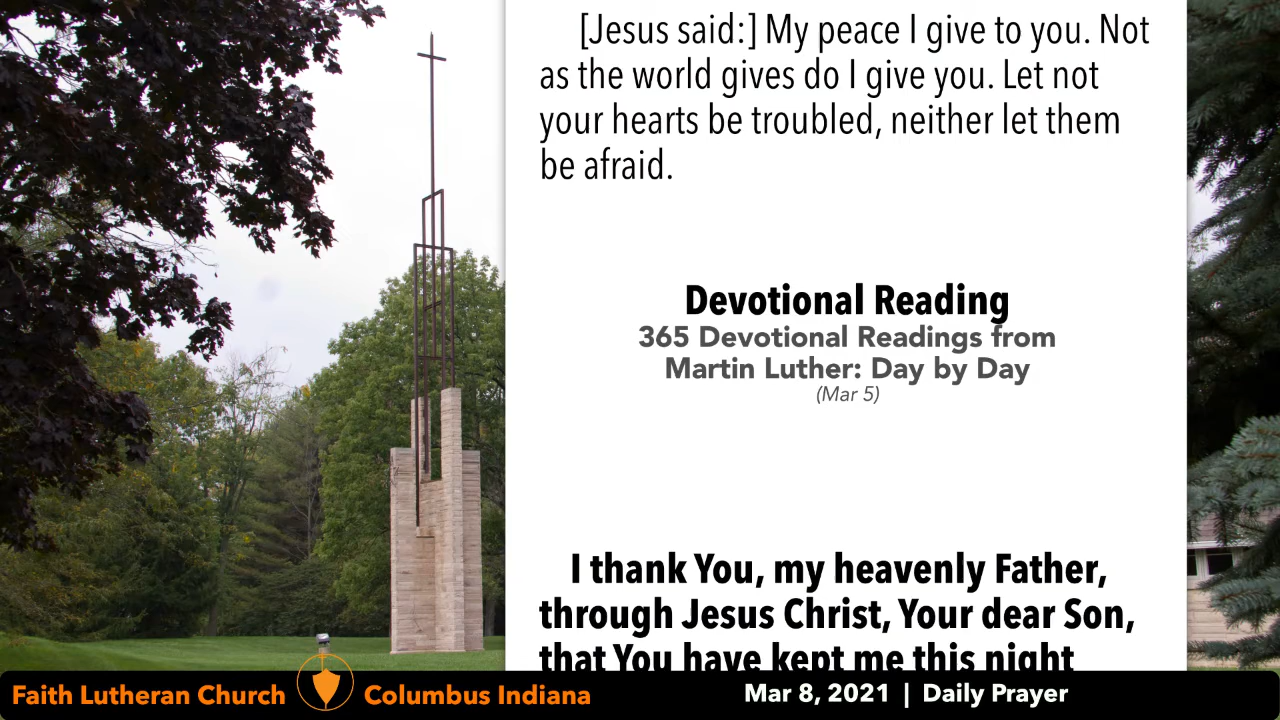 [Jesus said:] My peace I give to you. Not
as the world gives do I give you. Let not
your hearts be troubled, neither let them
be afraid.
Devotional Reading
365 Devotional Readings from
Martin Luther: Day by Day
(Mar 5)
I thank You, my heavenly Father,
through Jesus Christ, Your dear Son,
that You have kept me this night
Faith Lutheran Church Columbus Indiana
Mar 8, 2021 | Daily Prayer